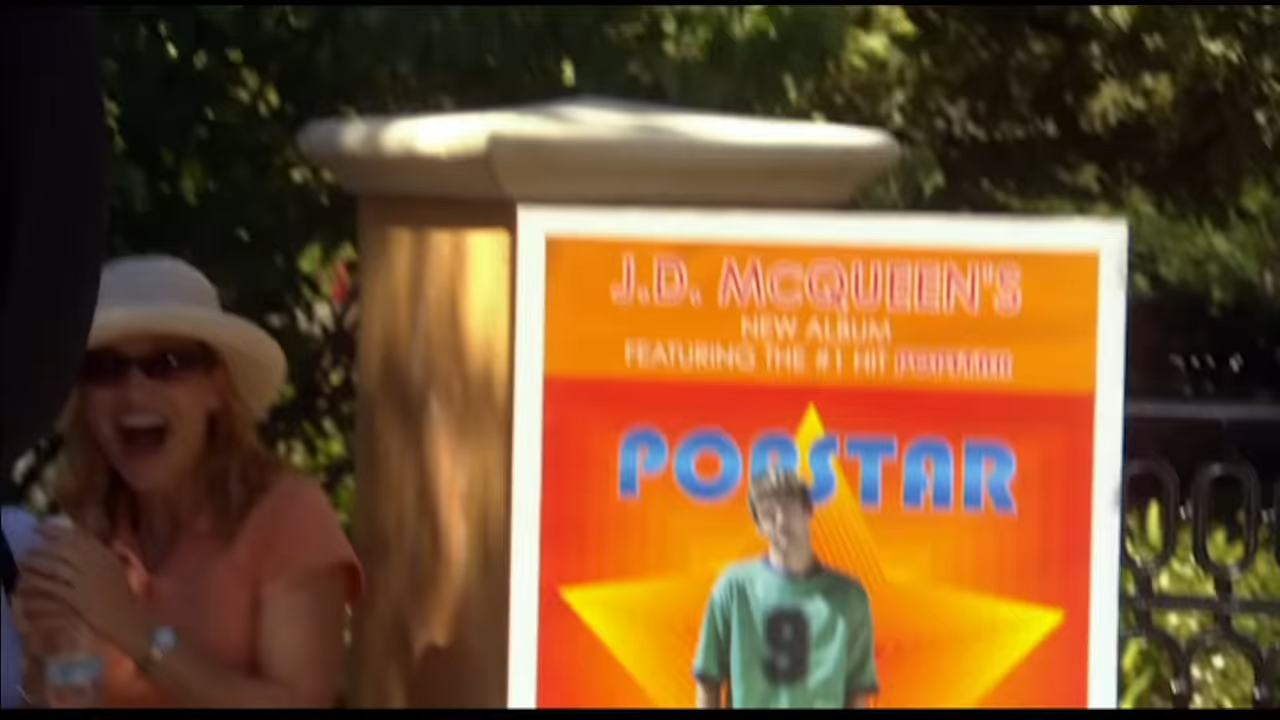 J.D. McQUEEN'S
NEW ALBUM
FEATURING THE #1 HIT
POPSTAR
9